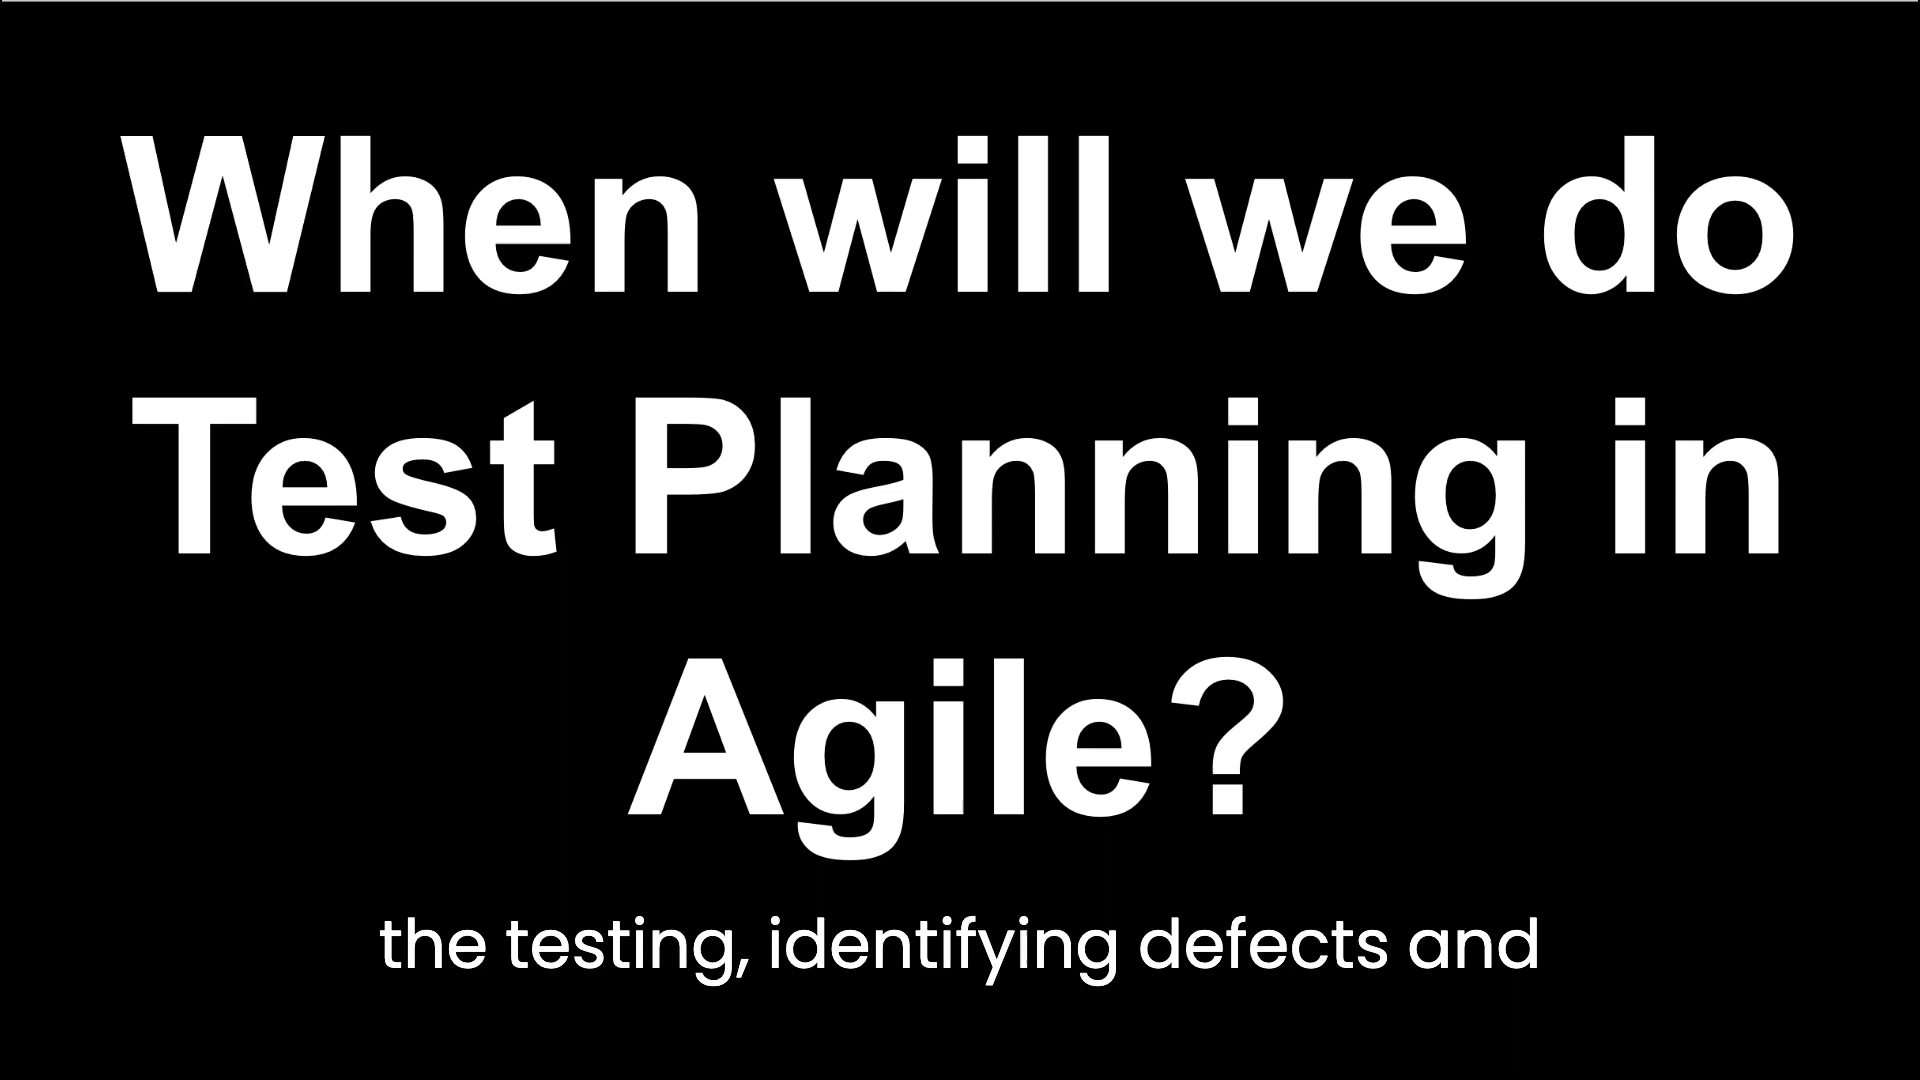 When will we do
Test Planning in
Agile?
the testing, identifying defects and